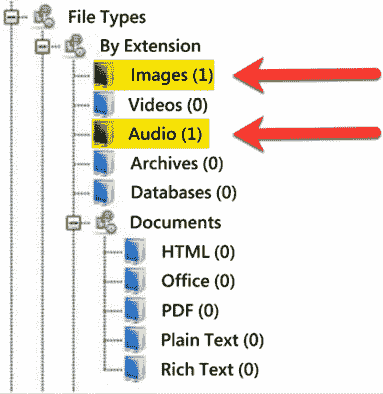 File Types
By Extension
Images (1)
Videos (0)
Audio (1)
Archives (0)
Databases (0)
Documents
HTML (0)
Office (0)
PDF (0)
Plain Text (0)
Rich Text (0)